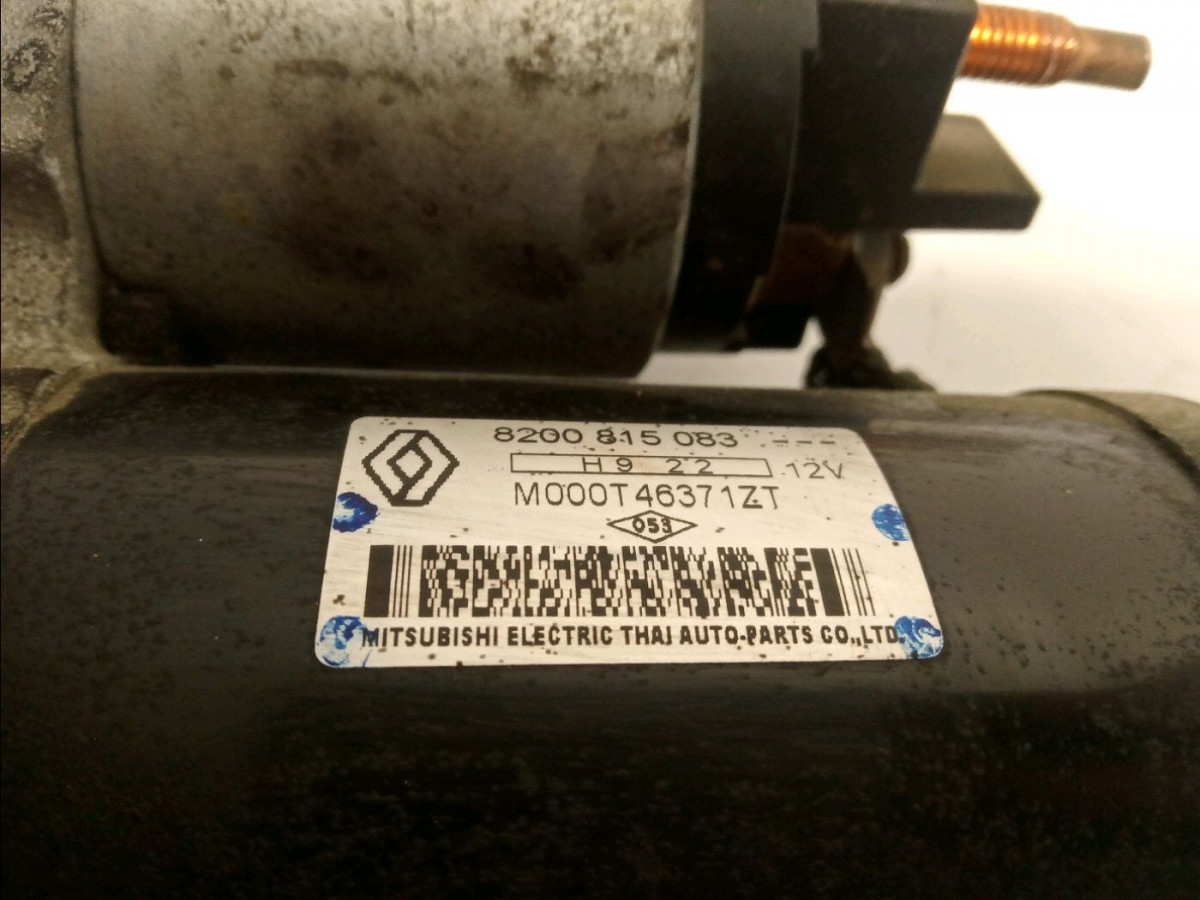 8200 815 083 ---
H9 22 12V
M000T46371ZT
053
MITSUBISHI ELECTRIC THAI AUTO-PARTS CO.,LTD.